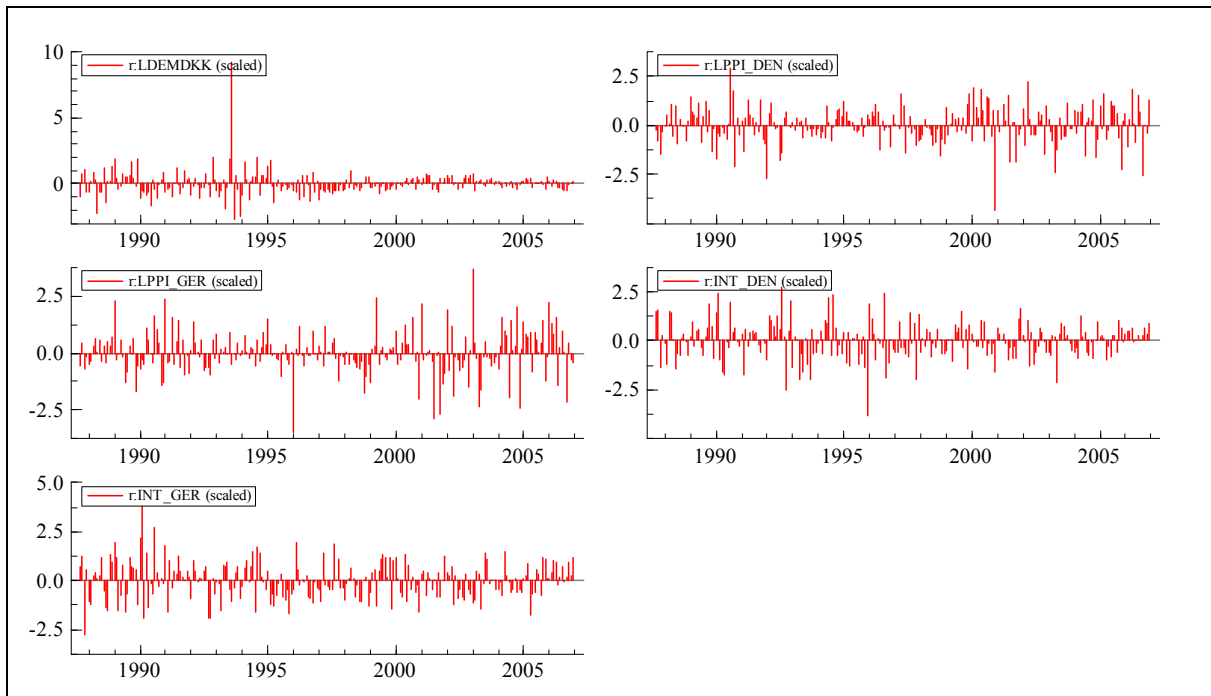 r:LDEMDKK (scaled)
10
5
0
1990 1995 2000 2005
r:LPPI_DEN (scaled)
2.5
0.0
-2.5
1990 1995 2000 2005
r:LPPI_GER (scaled)
2.5
0.0
-2.5
1990 1995 2000 2005
r:INT_DEN (scaled)
2.5
0.0
-2.5
1990 1995 2000 2005
r:INT_GER (scaled)
5.0
2.5
0.0
-2.5
1990 1995 2000 2005